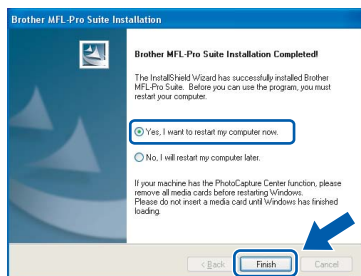 Brother MFL-Pro Suite Installation
Brother MFL-Pro Suite Installation Completed!
The InstallShield Wizard has successfully installed Brother
MFL-Pro Suite. Before you can use the program, you must
restart your computer.
Yes, I want to restart my computer now.
No, I will restart my computer later.
If your machine has the PhotoCapture Center function, please
remove all media cards before restarting Windows.
Please do not insert a media card until Windows has finished
loading.
< Back Finish Cancel